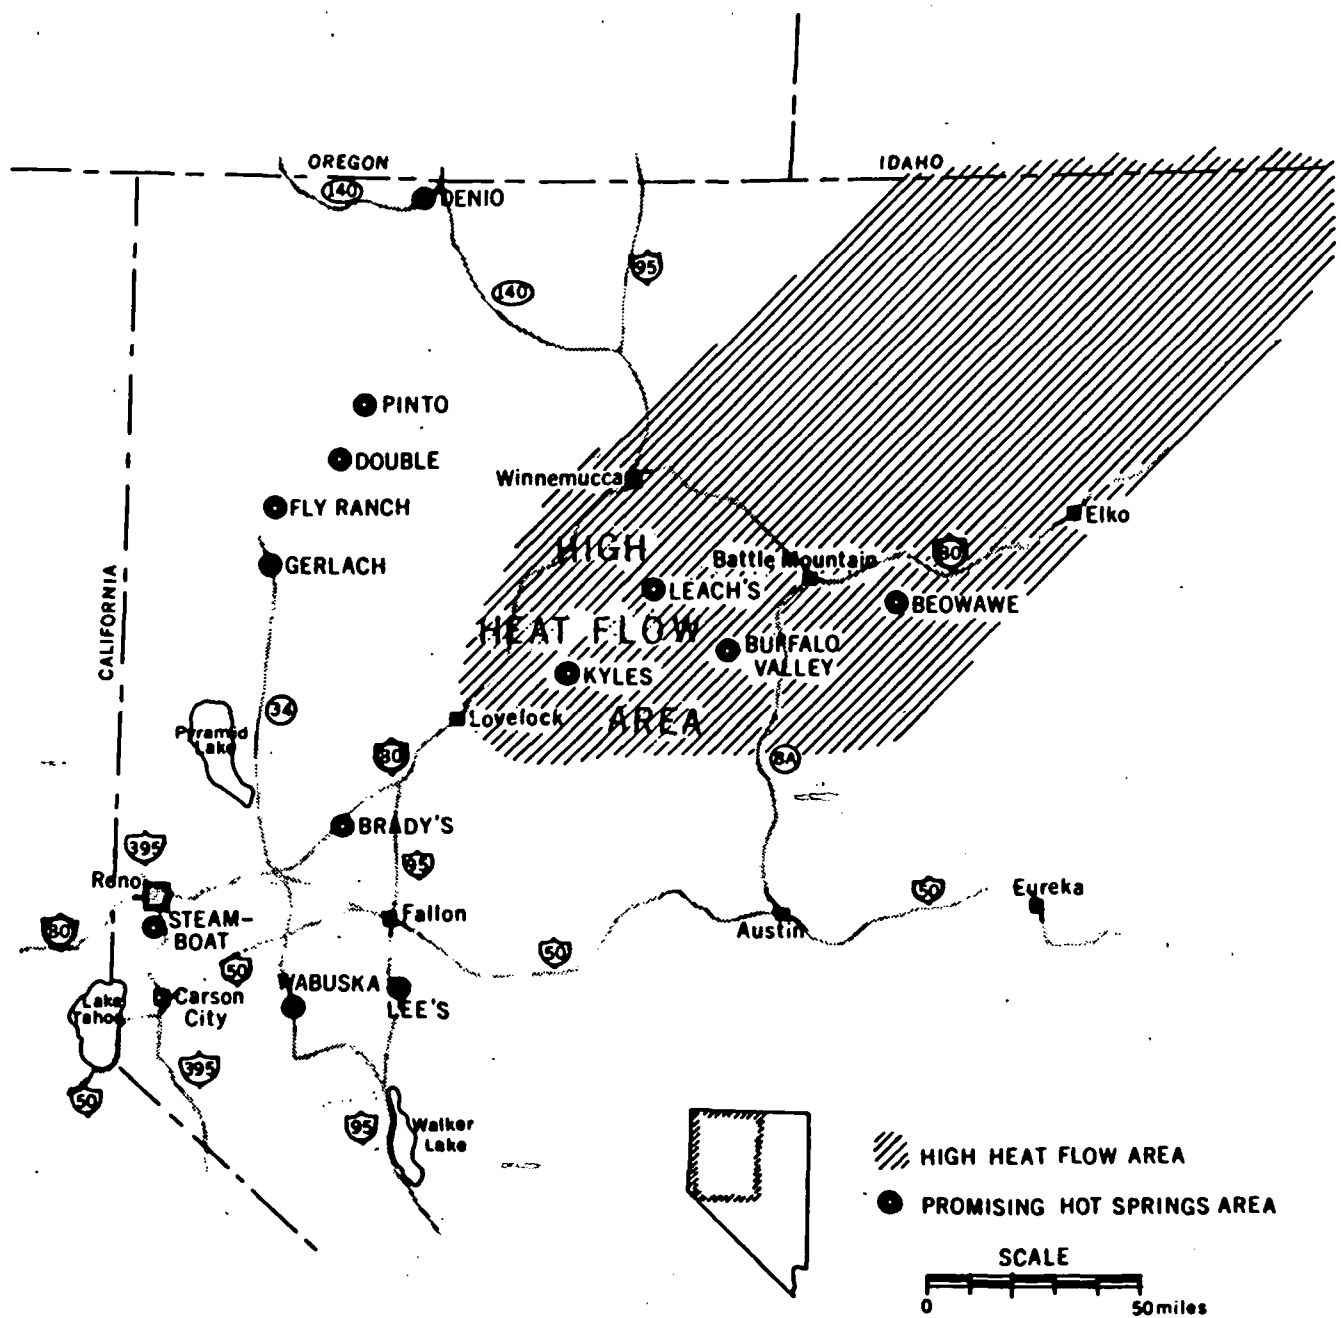 OREGON
IDAHO
140
DENIO
95
140
PINTO
DOUBLE
Winnemucca
FLY RANCH
Elko
HIGH
80
GERLACH
Battle Mountain
LEACH'S
BEOWAWE
CALIFORNIA
HEAT FLOW
BUFFALO
VALLEY
KYLES
34
Lovelock
AREA
Pyramid
Lake
80
8A
BRADY'S
395
95
Reno
50
Eureka
STEAM-
BOAT
80
Fallon
Austin
50
50
WABUSKA
Lake
Tahoe
Carson
City
LEE'S
395
50
95
Walker
Lake
HIGH HEAT FLOW AREA
PROMISING HOT SPRINGS AREA
SCALE
0 50 miles